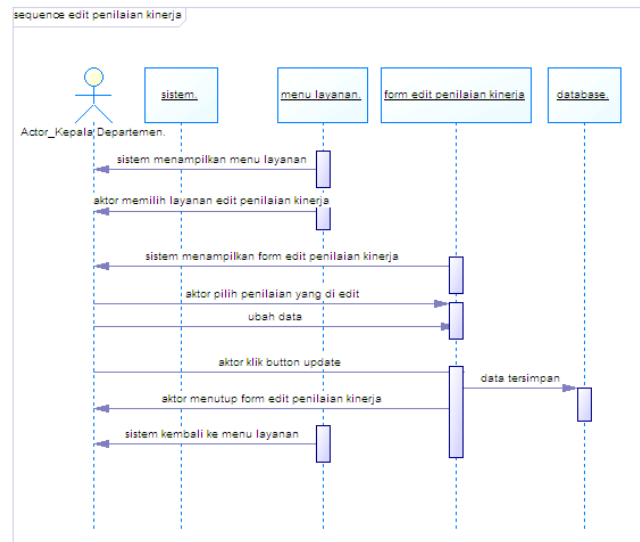 sequence edit penilaian kinerja
sistem.
menu layanan.
form edit penilaian kinerja
database.
Actor_Kepala Departemen.
sistem menampilkan menu layanan
aktor memilih layanan edit penilaian kinerja
sistem menampilkan form edit penilaian kinerja
aktor pilih penilaian yang di edit
ubah data
aktor klik button update
data tersimpan
aktor menutup form edit penilaian kinerja
sistem kembali ke menu layanan